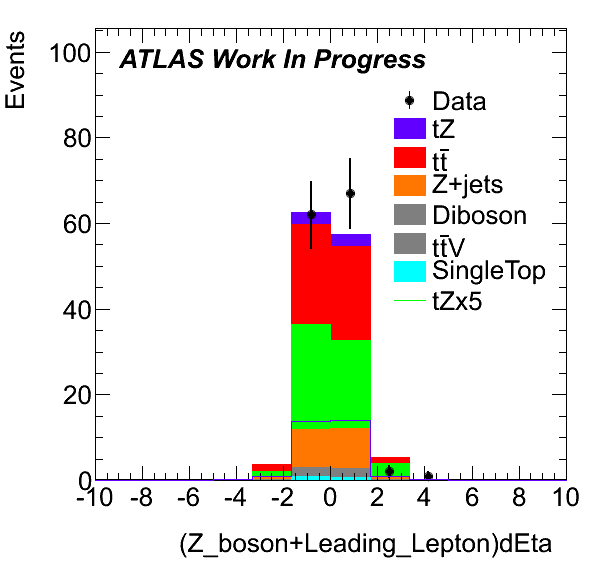 Events
100
80
60
40
20
0
ATLAS Work In Progress
Data
tZ
tt̄
Z+jets
Diboson
tt̄V
SingleTop
tZx5
-10 -8 -6 -4 -2 0 2 4 6 8 10
(Z_boson+Leading_Lepton)dEta